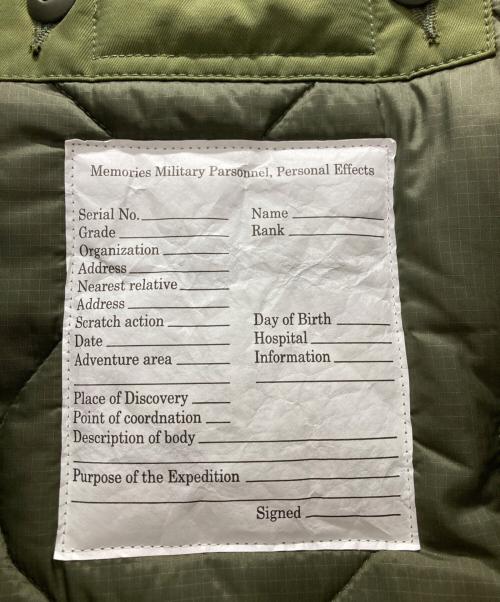 Memories Military Parsonnel, Personal Effects
Serial No.
Name
Grade
Rank
Organization
Address
Nearest relative
Address
Scratch action
Day of Birth
Date
Hospital
Adventure area
Information
Place of Discovery
Point of coordnation
Description of body
Purpose of the Expedition
Signed